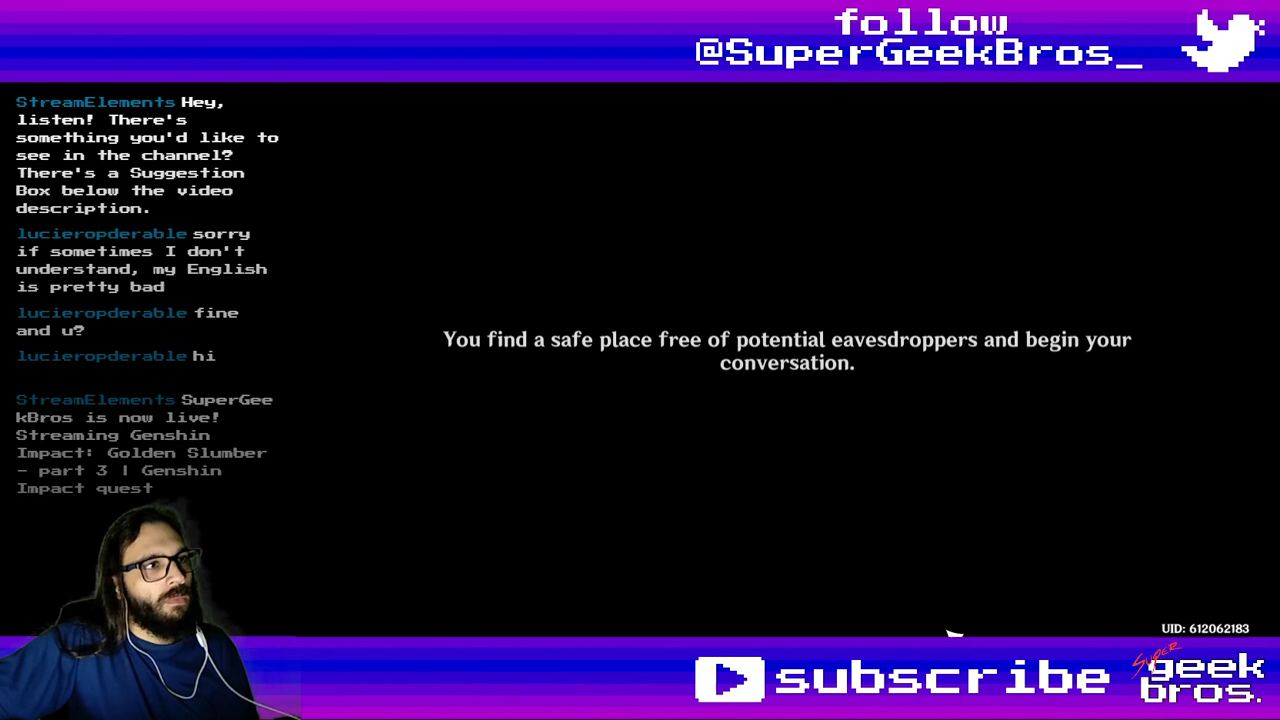 follow
@SuperGeekBros_
StreamElements Hey,
listen! There's
something you'd like to
see in the channel?
There's a Suggestion
Box below the video
description.
lucieropderable sorry
if sometimes I don't
understand, my English
is pretty bad
lucieropderable fine
and u?
lucieropderable hi
StreamElements SuperGee
kBros is now live!
Streaming Genshin
Impact: Golden Slumber
- part 3 | Genshin
Impact quest
You find a safe place free of potential eavesdroppers and begin your
conversation.
UID: 612062183
subscribe
SUPER
geek
bros.